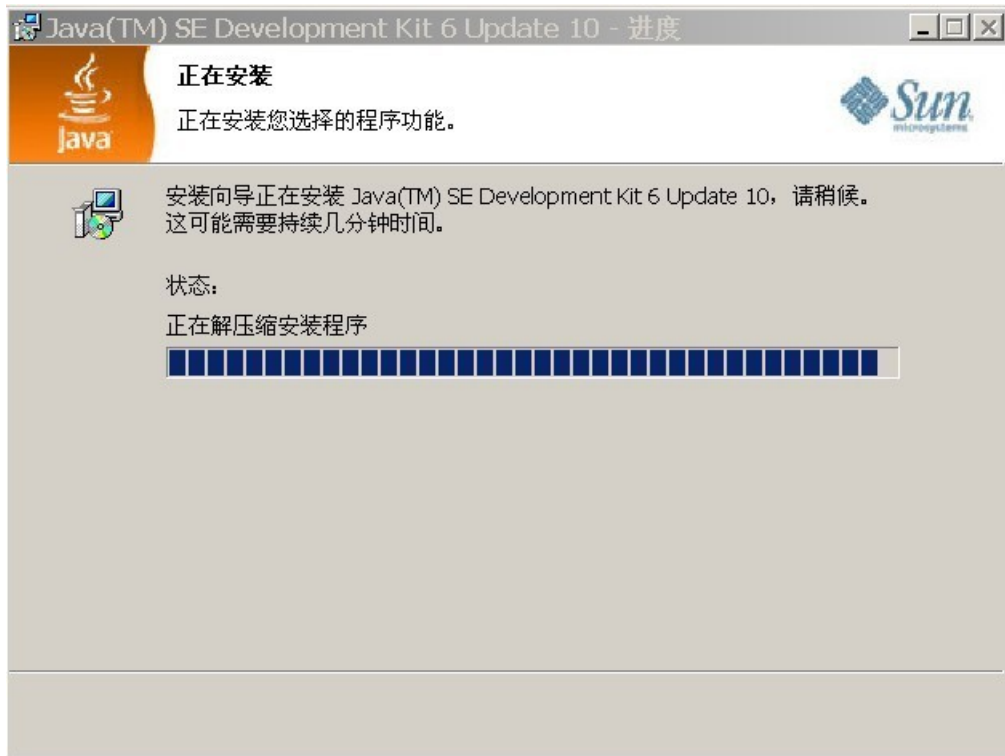 Java(TM) SE Development Kit 6 Update 10 - 进度
正在安装
正在安装您选择的程序功能。
Java
Sun
microsystems
安装向导正在安装 Java(TM) SE Development Kit 6 Update 10，请稍候。
这可能需要持续几分钟时间。
状态：
正在解压缩安装程序